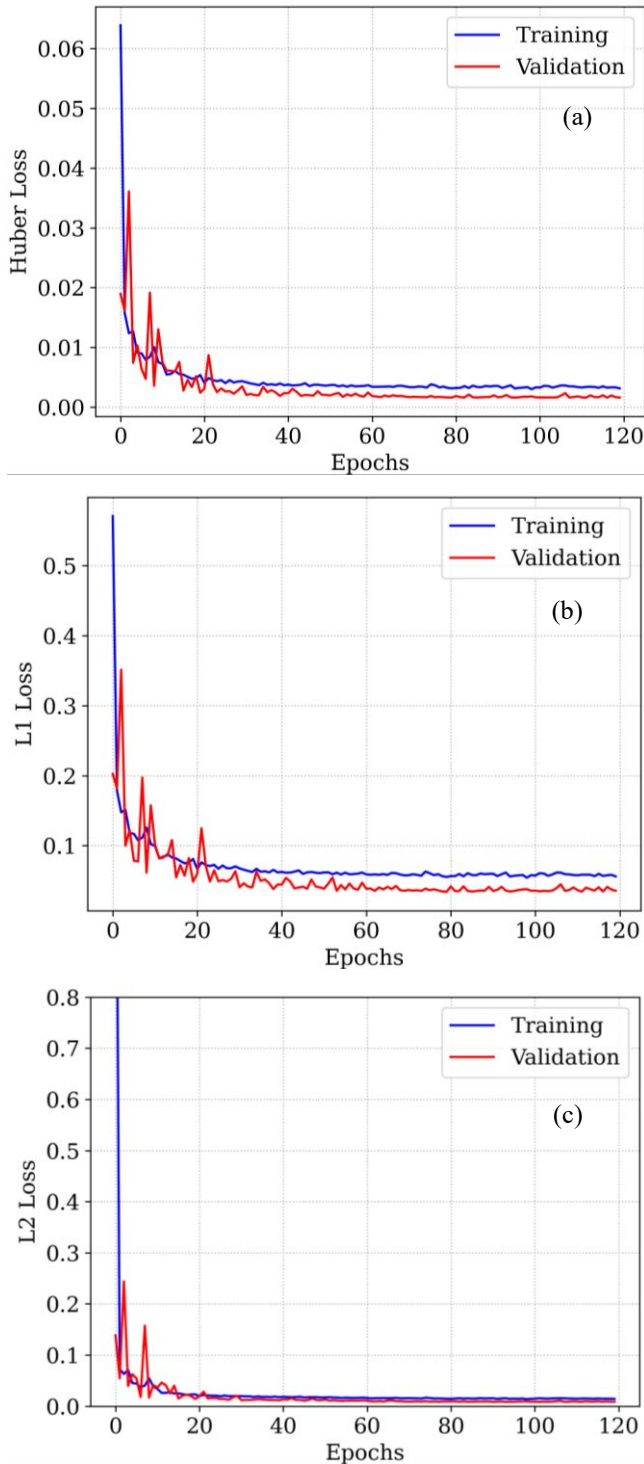 0.06
0.05
0.04
0.03
0.02
0.01
0.00
Huber Loss
Training
Validation
(a)
0 20 40 60 80 100 120
Epochs
0.5
0.4
0.3
0.2
0.1
L1 Loss
Training
Validation
(b)
0 20 40 60 80 100 120
Epochs
0.8
0.7
0.6
0.5
0.4
0.3
0.2
0.1
0.0
L2 Loss
Training
Validation
(c)
0 20 40 60 80 100 120
Epochs